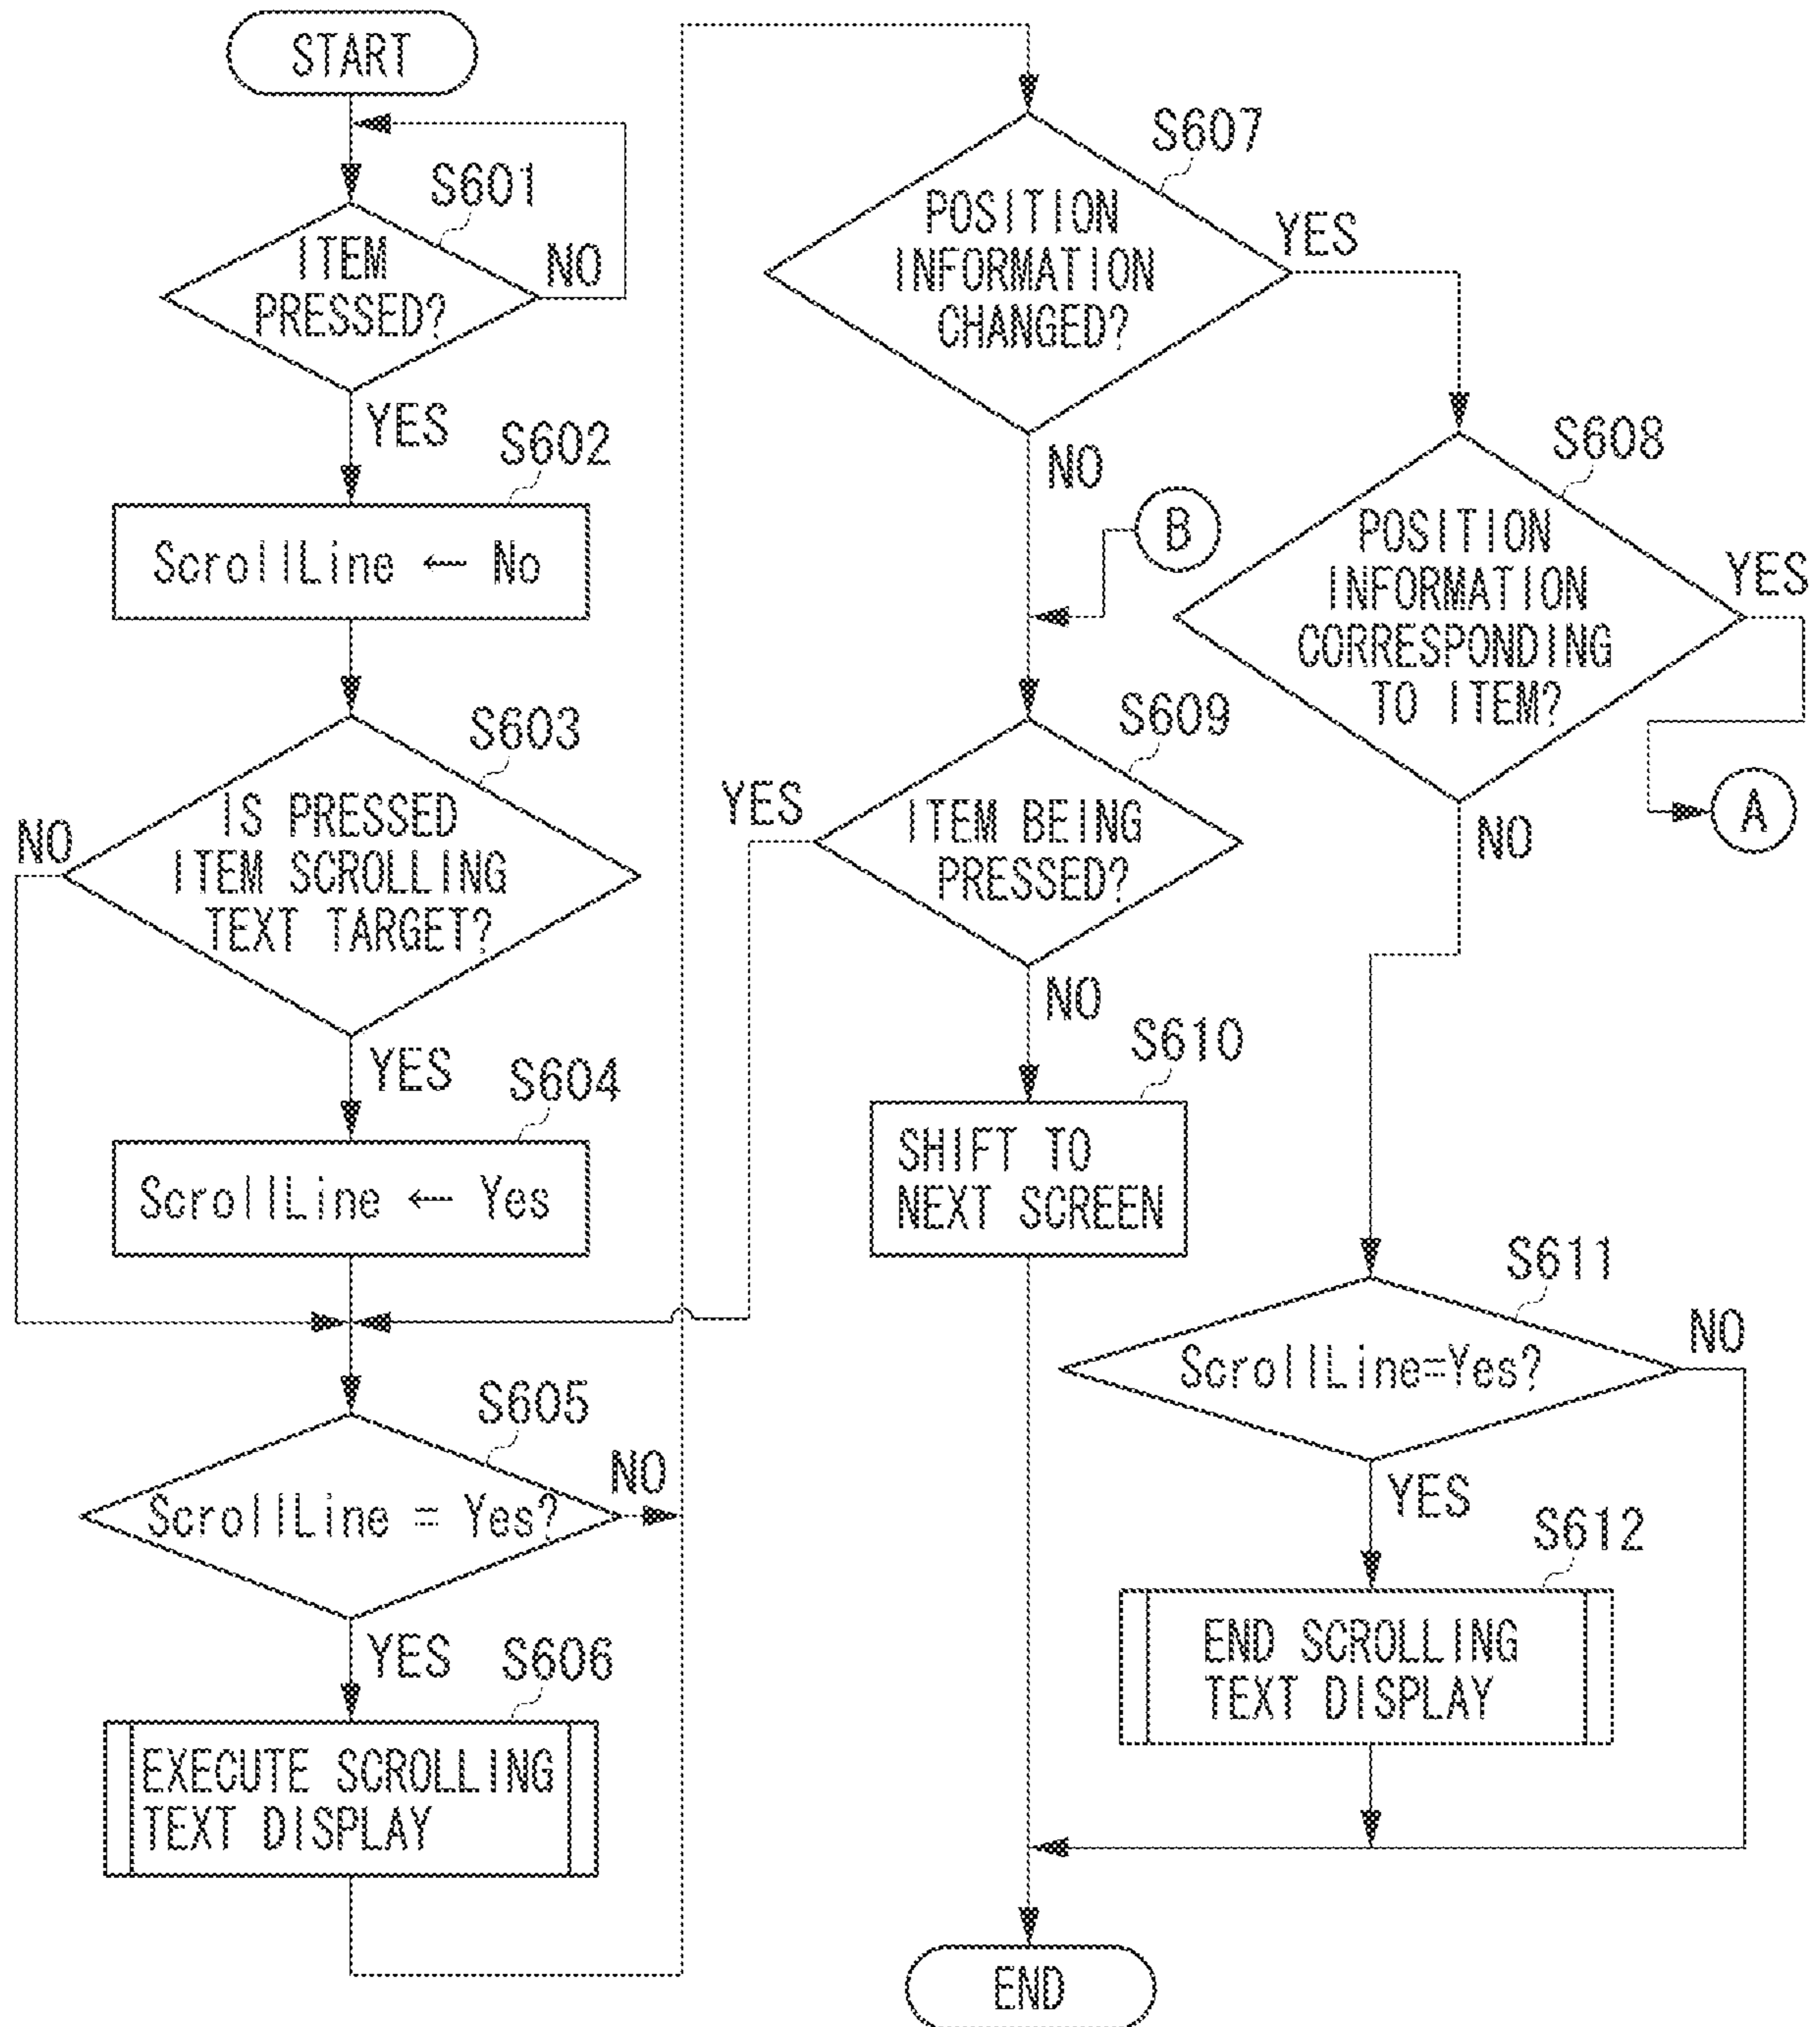 START
S601
ITEM
PRESSED?
NO
YES
S602
ScrollLine ← No
S603
IS PRESSED
ITEM SCROLLING
TEXT TARGET?
NO
YES
S604
ScrollLine ← Yes
S605
ScrollLine = Yes?
NO
YES
S606
EXECUTE SCROLLING
TEXT DISPLAY
S607
POSITION
INFORMATION
CHANGED?
YES
NO
B
S608
POSITION
INFORMATION
CORRESPONDING
TO ITEM?
YES
A
NO
S609
ITEM BEING
PRESSED?
YES
NO
S610
SHIFT TO
NEXT SCREEN
S611
ScrollLine=Yes?
NO
YES
S612
END SCROLLING
TEXT DISPLAY
END